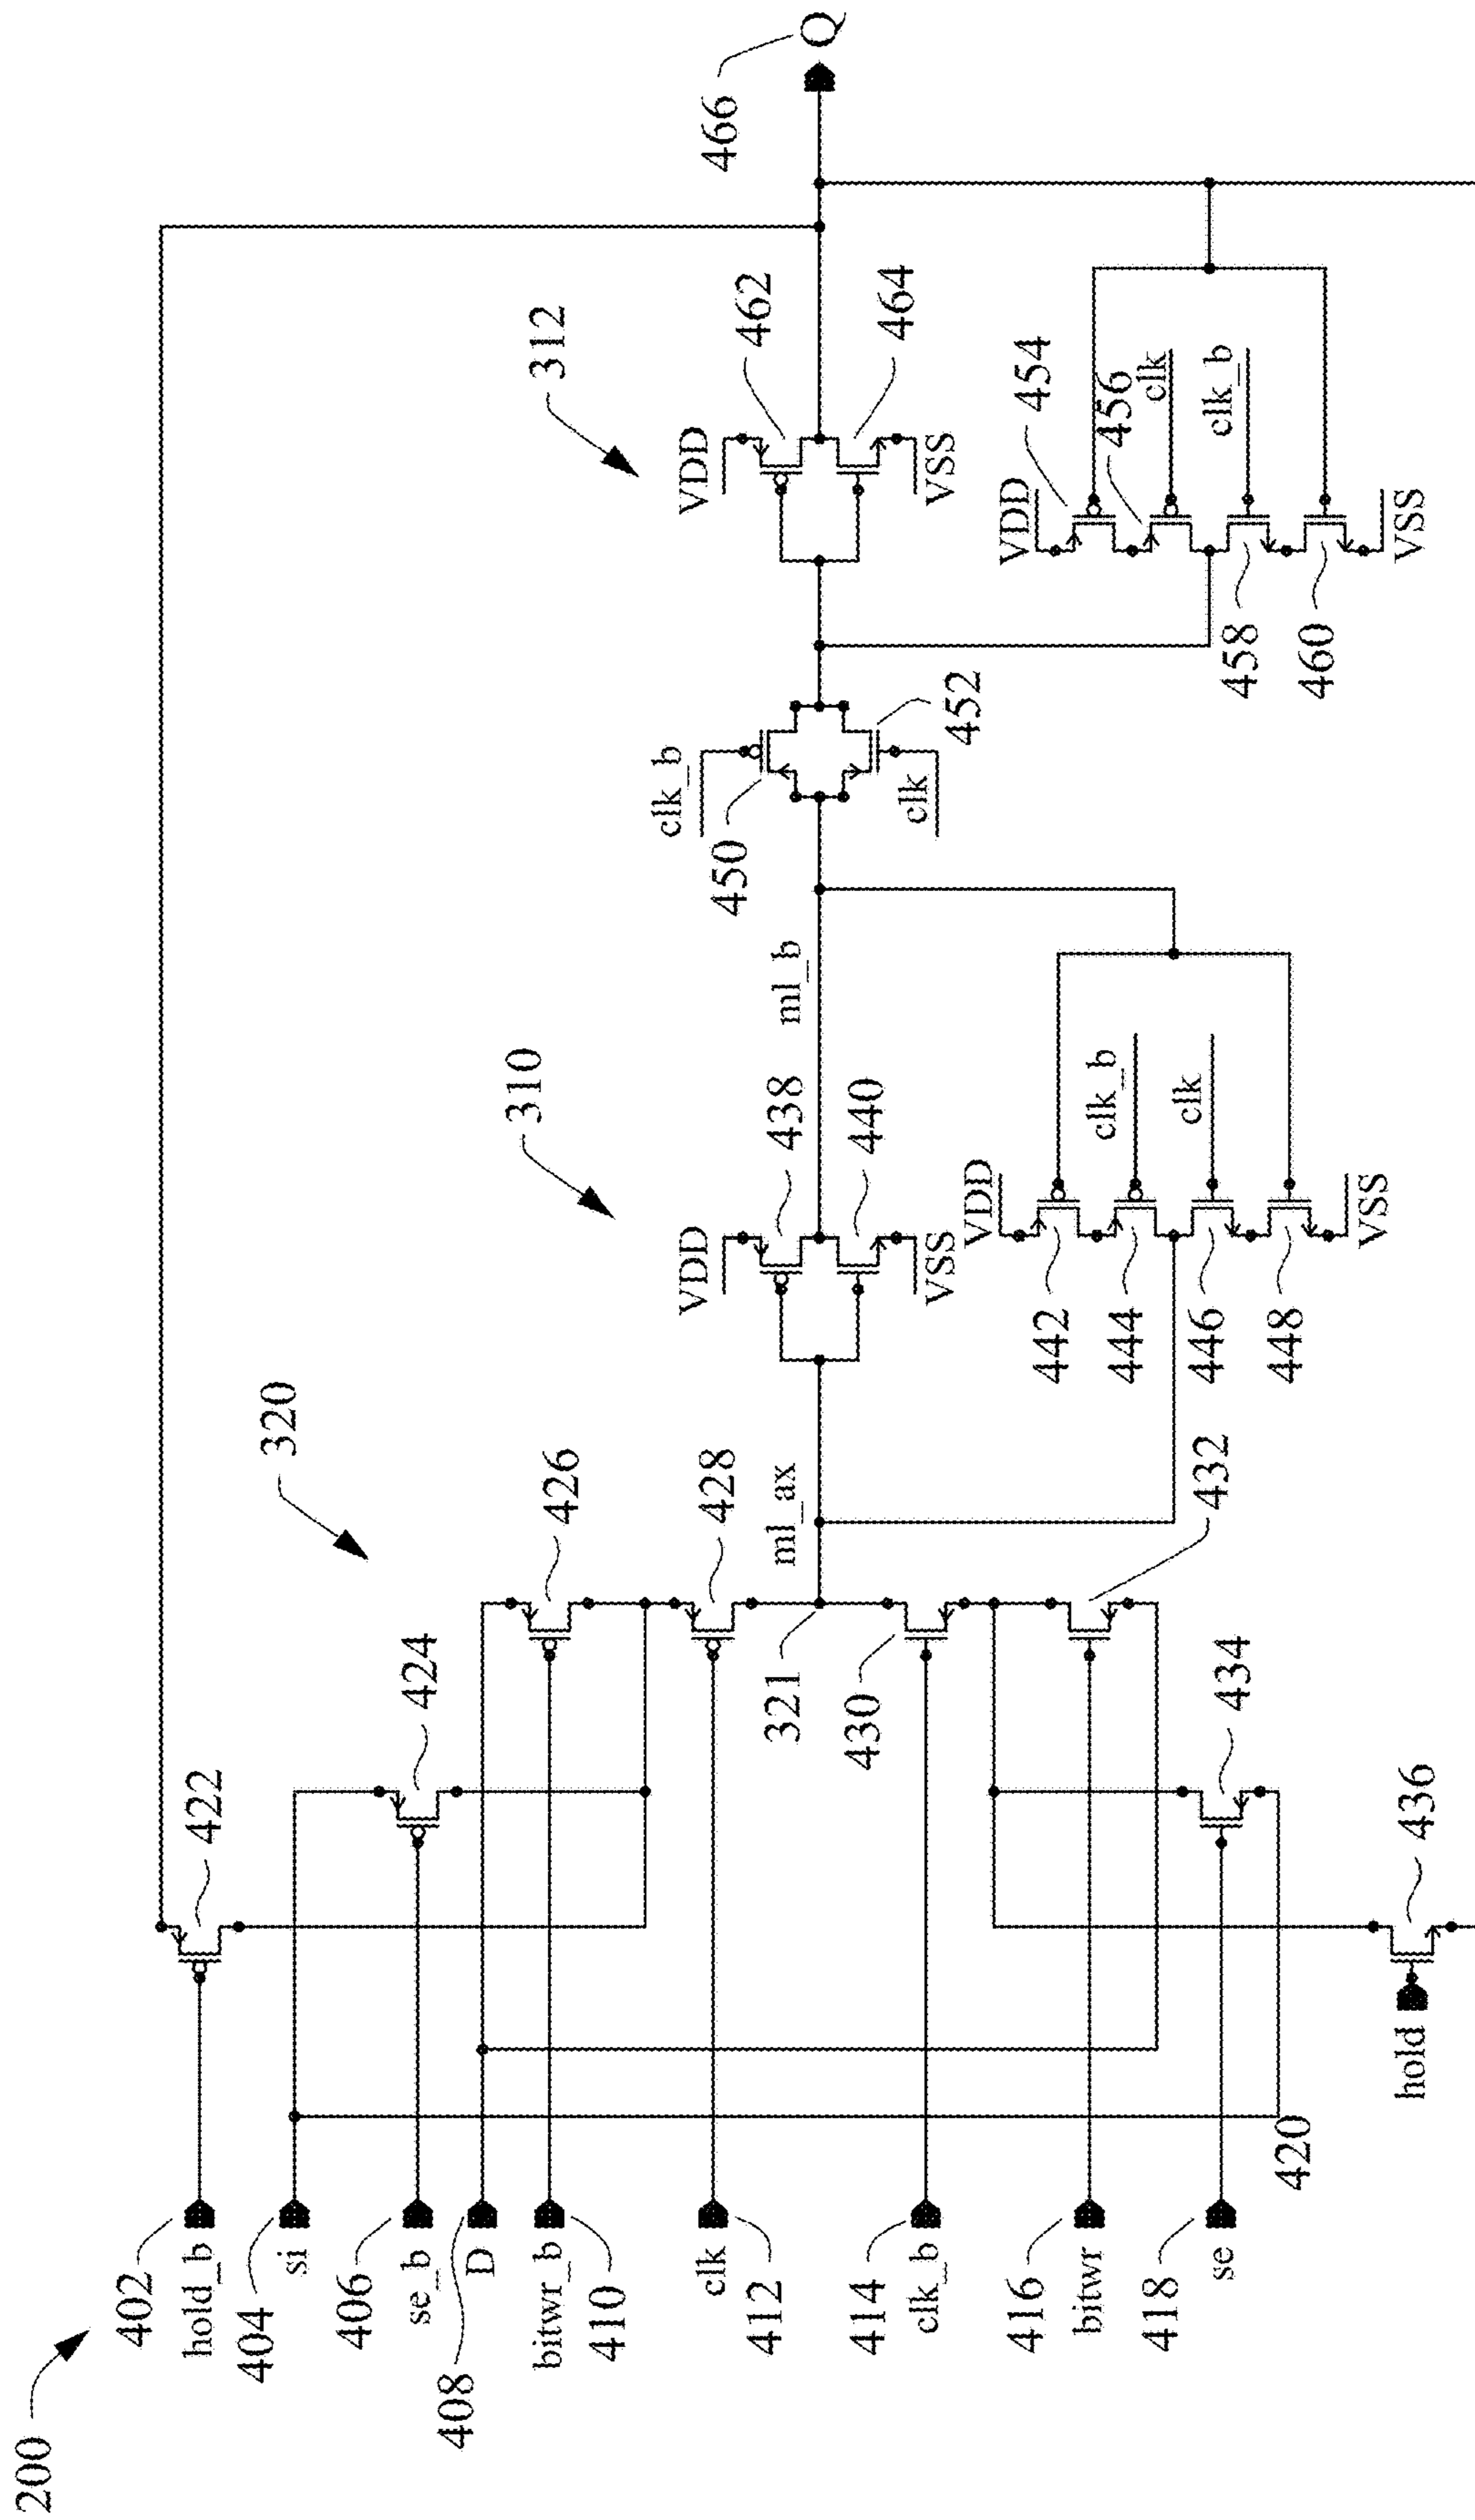 200
402
hold_b
404
si
406
se_b
408
D
bitwr_b
410
clk
412
414
clk_b
416
bitwr
418
se
420
hold
436
422
424
320
426
428
321
ml_ax
430
432
434
310
VDD
438
440
VSS
ml_b
VDD
442
444
446
448
clk_b
clk
VSS
clk_b
450
452
clk
312
VDD
462
464
VSS
VDD
454
456
clk
clk_b
458
460
VSS
466
Q